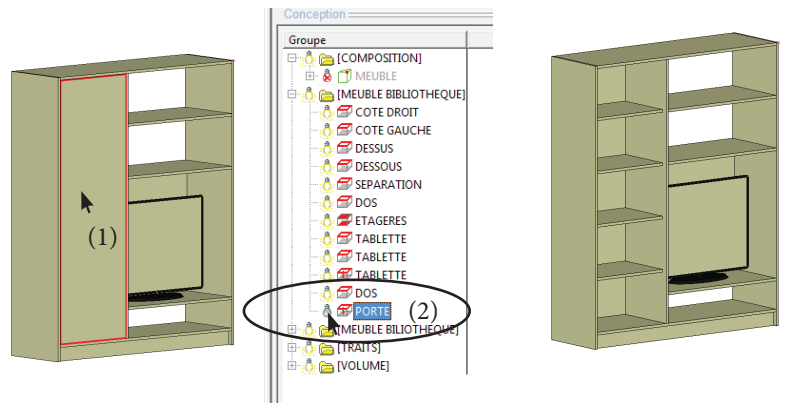 Conception
Groupe
[COMPOSITION]
MEUBLE
[MEUBLE BIBLIOTHEQUE]
COTE DROIT
COTE GAUCHE
DESSUS
DESSOUS
SEPARATION
DOS
ETAGERES
TABLETTE
TABLETTE
TABLETTE
DOS
PORTE (2)
[MEUBLE BILIOTHEQUE]
[TRAITS]
[VOLUME]
(1)